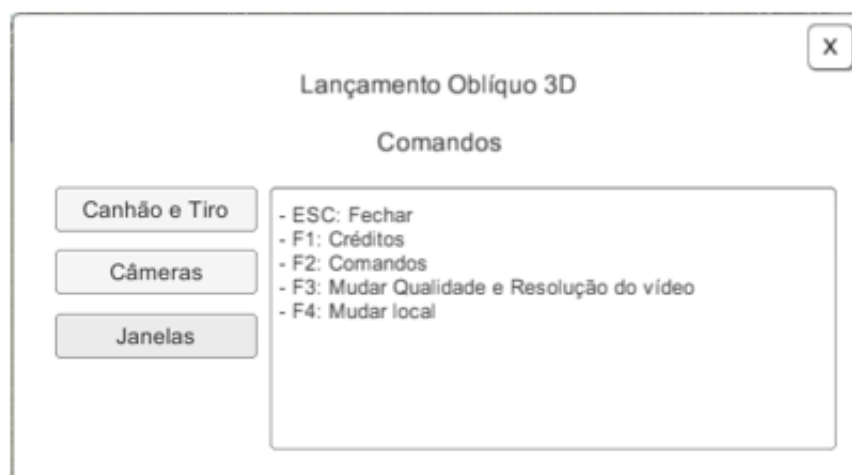 X
Lançamento Oblíquo 3D
Comandos
Canhão e Tiro
Câmeras
Janelas
- ESC: Fechar
- F1: Créditos
- F2: Comandos
- F3: Mudar Qualidade e Resolução do vídeo
- F4: Mudar local